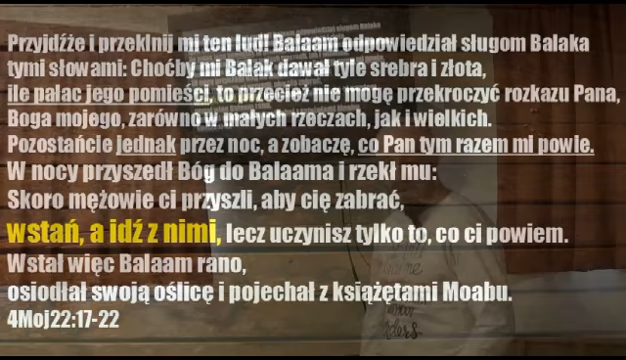 Przyjdźże i przeklnij mi ten lud! Balaam odpowiedział sługom Balaka
tymi słowami: Choćby mi Balak dawał tyle srebra i złota,
ile pałac jego pomieści, to przecież nie mogę przekroczyć rozkazu Pana,
Boga mojego, zarówno w małych rzeczach, jak i wielkich.
Pozostańcie jednak przez noc, a zobaczę, co Pan tym razem mi powie.
W nocy przyszedł Bóg do Balaama i rzekł mu:
Skoro mężowie ci przyszli, aby cię zabrać,
wstań, a idź z nimi, lecz uczynisz tylko to, co ci powiem.
Wstał więc Balaam rano,
osiodłał swoją oślicę i pojechał z książętami Moabu.
4Moj22:17-22